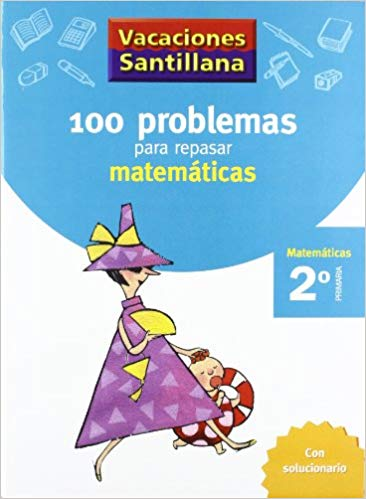 Vacaciones
Santillana
100 problemas
para repasar
matemáticas
Matemáticas
2º
PRIMARIA
Con
solucionario